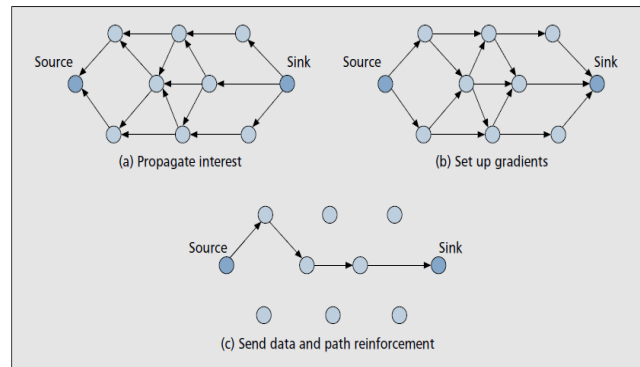 Source
Sink
Source
Sink
(a) Propagate interest
(b) Set up gradients
Source
Sink
(c) Send data and path reinforcement